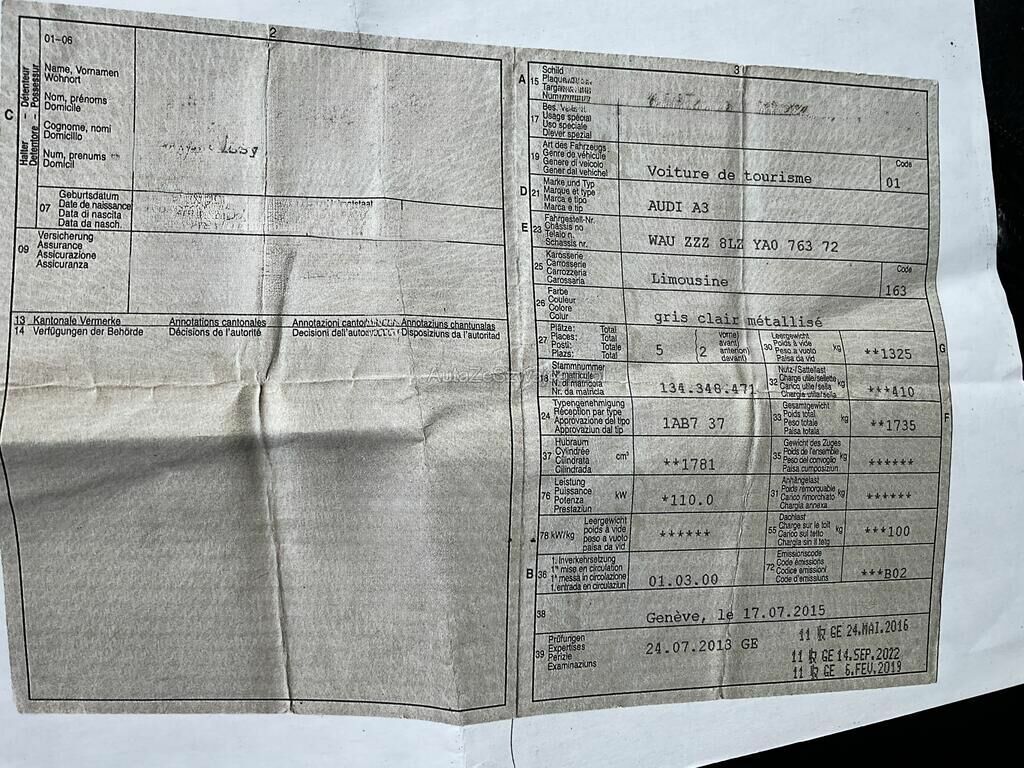 2
C
Halter - Détenteur
Detentore - Possessur
01-06
Name, Vornamen
Wohnort
Nom, prénoms
Domicile
Cognome, nomi
Domicilio
Num, prenums
Domicil
07
Geburtsdatum
Date de naissance
Data di nascita
Data da nasch.
09
Versicherung
Assurance
Assicurazione
Assicuranza
13 Kantonale Vermerke
14 Verfügungen der Behörde
Annotations cantonales
Décisions de l'autorité
Annotazioni
Decisioni dell'autorità
Annotaziuns chantunalas
Disposiziuns da l'autoritad
3
A 15
Schild
17
Usage spécial
Uso speciale
Diever spezial
19
Art des Fahrzeugs
Genre de véhicule
Genere di veicolo
Gener dal vehichel
Voiture de tourisme
Code
01
D 21
Marke und Typ
Marque et type
Marca e tipo
Marca e tip
AUDI A3
E 23
Fahrgestell-Nr.
Châssis no
Telaio n.
Schassis nr.
WAU ZZZ 8LZ YA0 763 72
25
Karosserie
Carrosserie
Carrozzeria
Carossaria
Limousine
Code
163
26
Farbe
Couleur
Colore
Colur
gris clair métallisé
27
Plätze: Total
Places: Total
Posti: Totale
Plazs: Total
5
(2
vorne)
avant)
anteriori)
davant)
30
Leergewicht
Poids à vide
Peso a vuoto
Paisa da vid
kg
**1325
G
18
Stammnummer
Nº matricule
N. di matricola
Nr. da matricla
134.348.471
32
Nutz-/Sattellast
Charge utile/sellette
Carico utile/sella
Chargia utila/sella
kg
***410
24
Typengenehmigung
Réception par type
Approvazione del tipo
Approvaziun dal tip
1AB7 37
33
Gesamtgewicht
Poids total
Peso totale
Paisa totala
kg
**1735
F
37
Hubraum
Cylindrée
Cilindrata
Cilindrada
cm³
**1781
35
Gewicht des Zuges
Poids de l'ensemble
Peso del convoglio
Paisa cumposiziun
kg
******
76
Leistung
Puissance
Potenza
Prestaziun
kW
*110.0
31
Anhängelast
Poids remorquable
Carico rimorchiato
Chargia annexa
kg
******
78 kW/kg
Leergewicht
poids à vide
peso a vuoto
paisa da vid
******
55
Dachlast
Charge sur le toit
Carico sul tetto
Chargia sin il tetg
kg
***100
B 36
1. Inverkehrsetzung
1re mise en circulation
1a messa in circolazione
1. entrada en circulaziun
01.03.00
72
Emissionscode
Code émissions
Codice emissioni
Code d'emissiuns
***B02
38
Genève, le 17.07.2015
39
Prüfungen
Expertises
Perizie
Examinaziuns
24.07.2013 GE
11 GE 24.MAI.2016
11 GE 14.SEP.2022
11 GE 6.FEV.2019